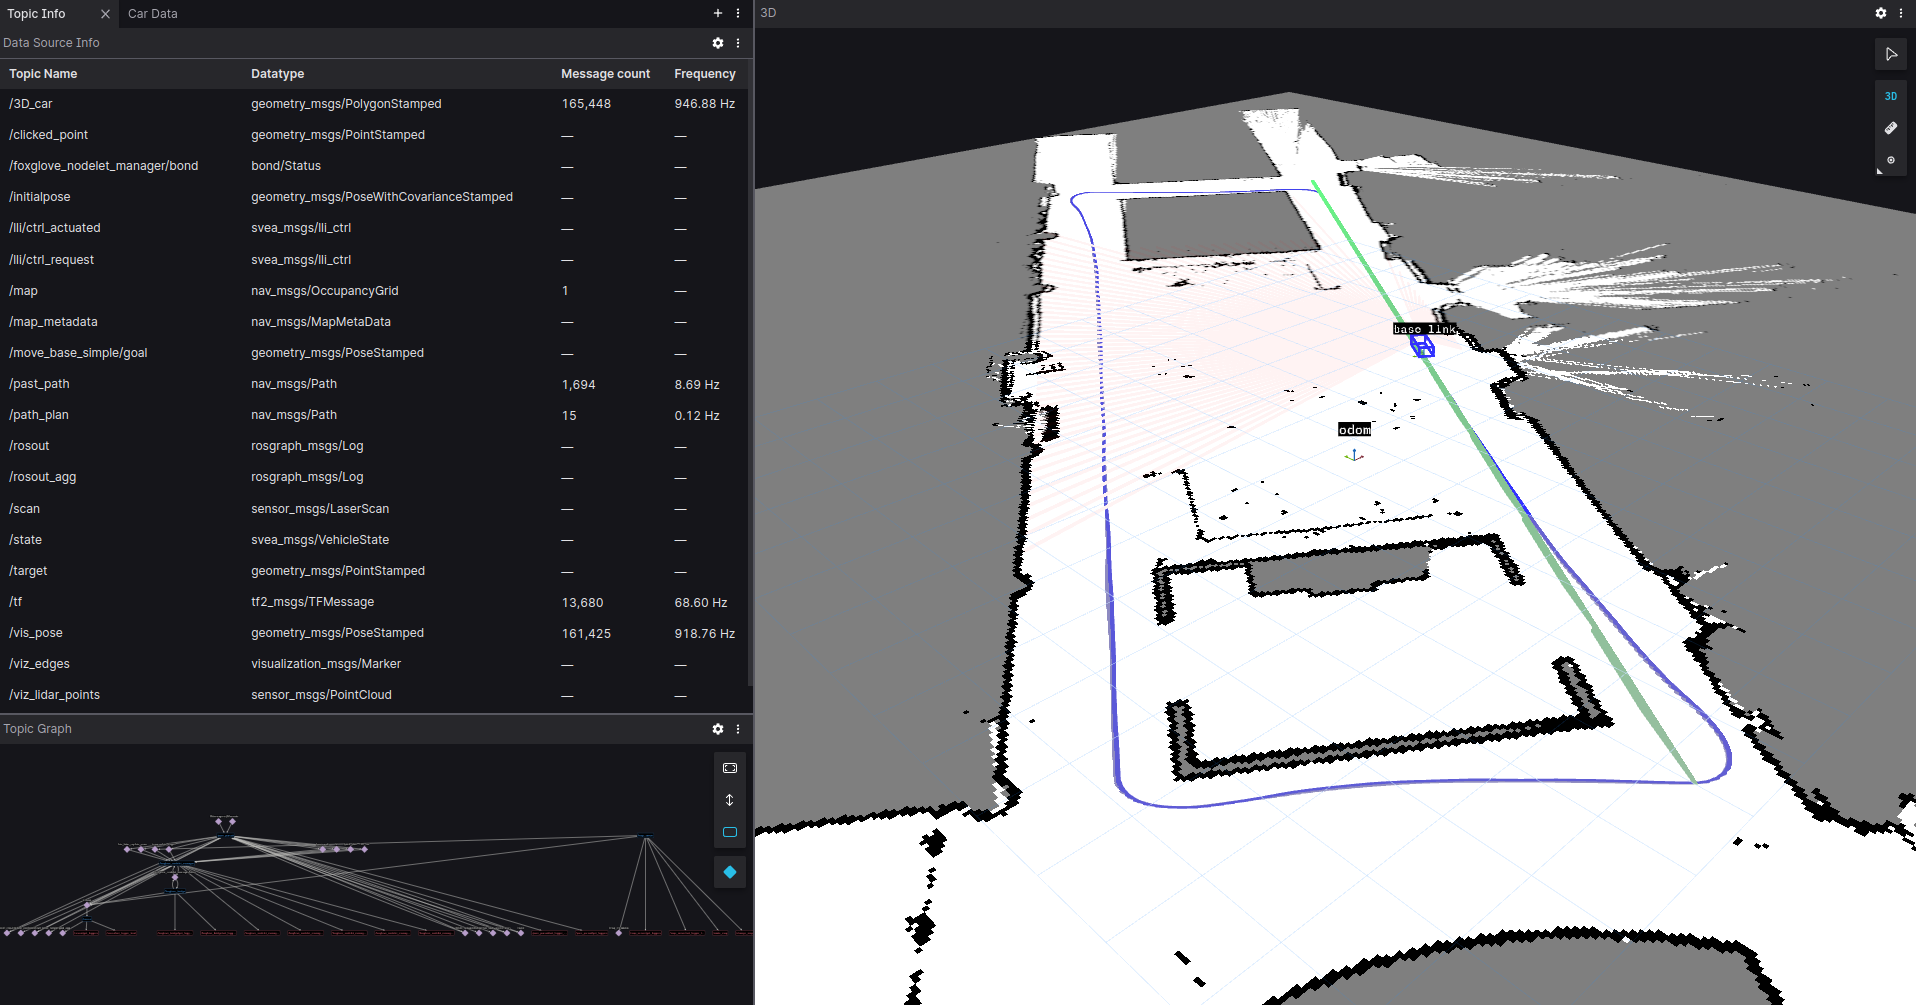 Topic Info
Car Data
Data Source Info
Topic Name Datatype Message count Frequency
/3D_car geometry_msgs/PolygonStamped 165,448 946.88 Hz
/clicked_point geometry_msgs/PointStamped — —
/foxglove_nodelet_manager/bond bond/Status — —
/initialpose geometry_msgs/PoseWithCovarianceStamped — —
/lli/ctrl_actuated svea_msgs/lli_ctrl — —
/lli/ctrl_request svea_msgs/lli_ctrl — —
/map nav_msgs/OccupancyGrid 1 —
/map_metadata nav_msgs/MapMetaData — —
/move_base_simple/goal geometry_msgs/PoseStamped — —
/past_path nav_msgs/Path 1,694 8.69 Hz
/path_plan nav_msgs/Path 15 0.12 Hz
/rosout rosgraph_msgs/Log — —
/rosout_agg rosgraph_msgs/Log — —
/scan sensor_msgs/LaserScan — —
/state svea_msgs/VehicleState — —
/target geometry_msgs/PointStamped — —
/tf tf2_msgs/TFMessage 13,680 68.60 Hz
/vis_pose geometry_msgs/PoseStamped 161,425 918.76 Hz
/viz_edges visualization_msgs/Marker — —
/viz_lidar_points sensor_msgs/PointCloud — —
Topic Graph
3D
3D
base_link
odom